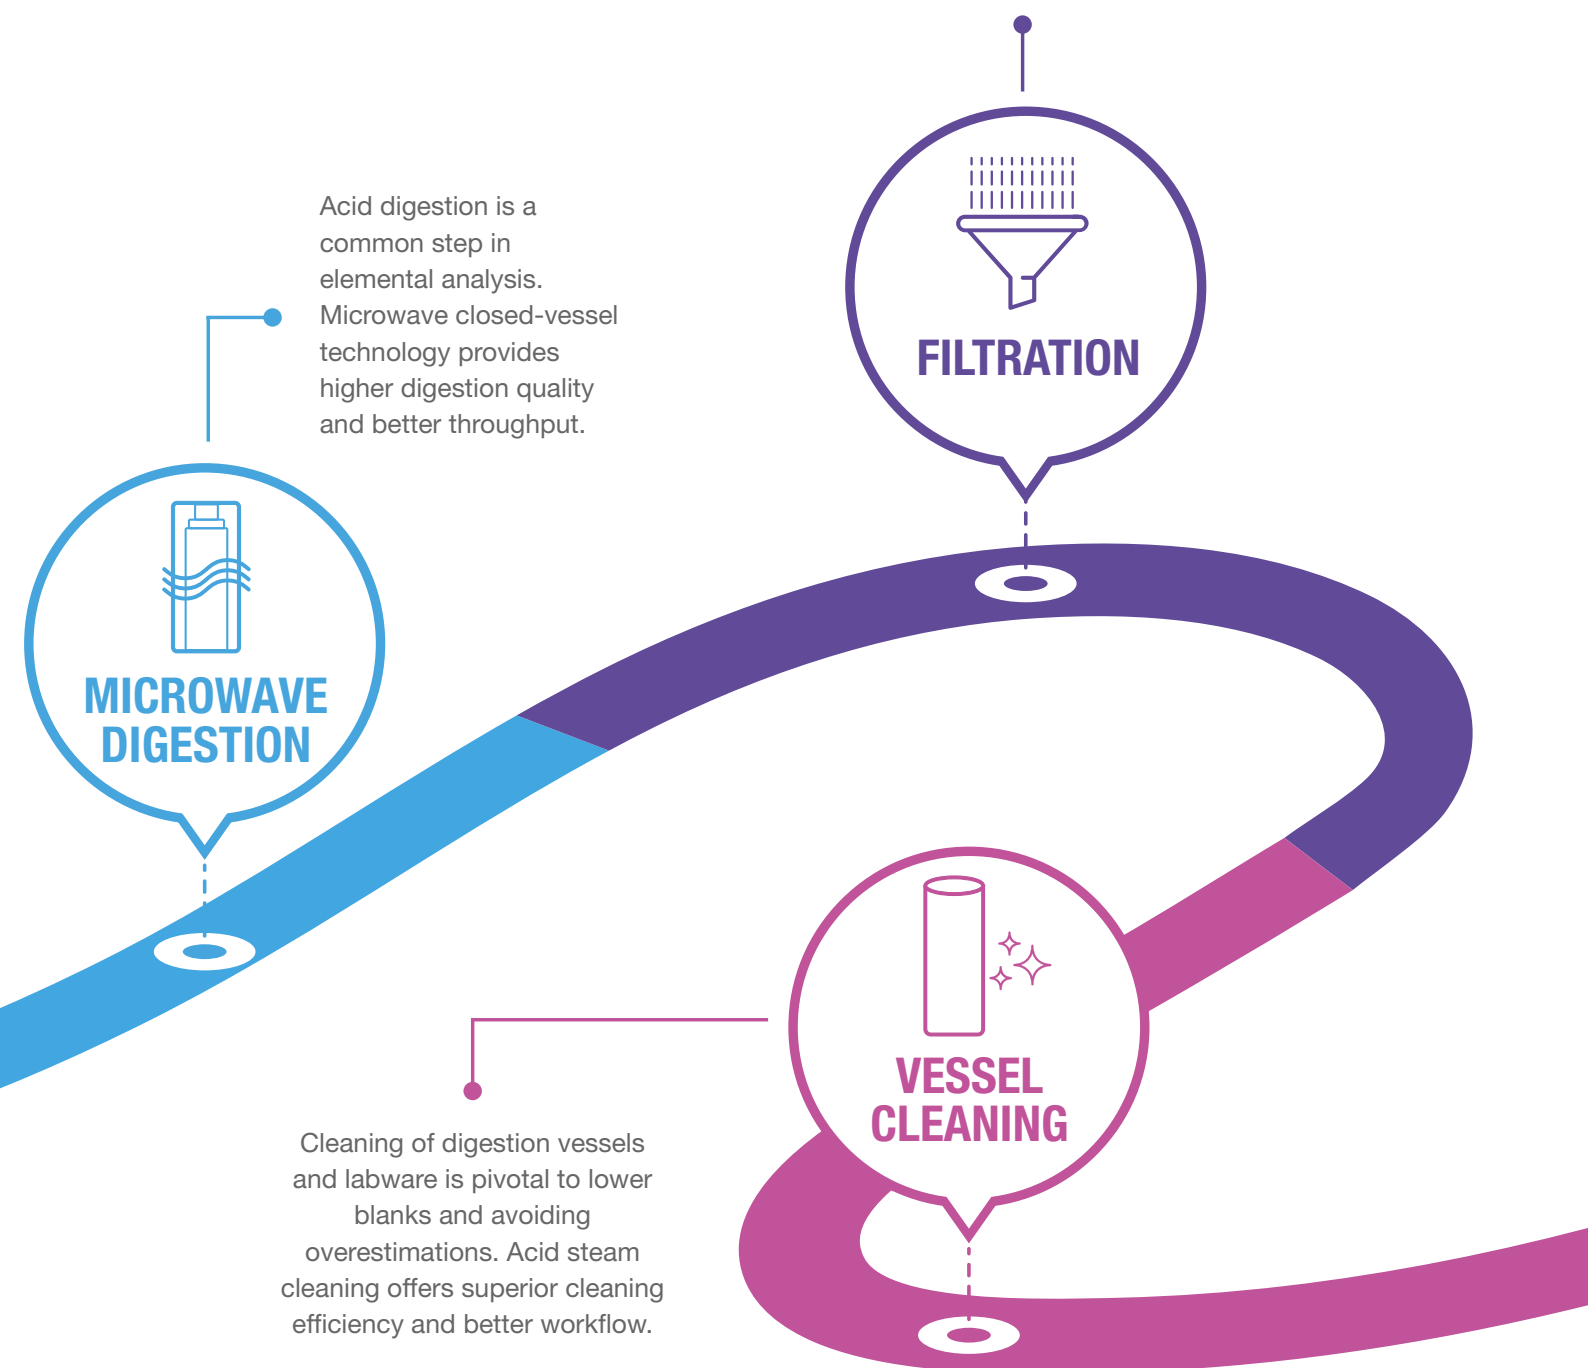 Acid digestion is a
common step in
elemental analysis.
Microwave closed-vessel
technology provides
higher digestion quality
and better throughput.
MICROWAVE
DIGESTION
FILTRATION
VESSEL
CLEANING
Cleaning of digestion vessels
and labware is pivotal to lower
blanks and avoiding
overestimations. Acid steam
cleaning offers superior cleaning
efficiency and better workflow.